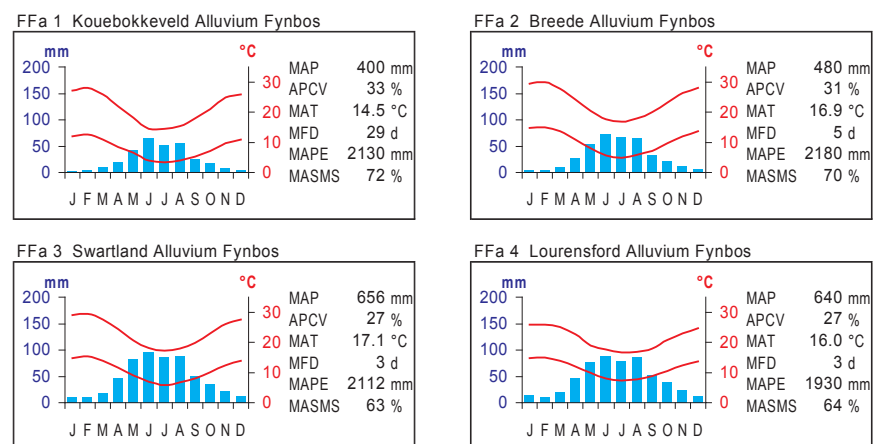 FFa 1 Kouebokkeveld Alluvium Fynbos
mm °C
200
150
100
50
0
30
20
10
0
J F M A M J J A S O N D
MAP 400 mm
APCV 33 %
MAT 14.5 °C
MFD 29 d
MAPE 2130 mm
MASMS 72 %
FFa 2 Breede Alluvium Fynbos
mm °C
200
150
100
50
0
30
20
10
0
J F M A M J J A S O N D
MAP 480 mm
APCV 31 %
MAT 16.9 °C
MFD 5 d
MAPE 2180 mm
MASMS 70 %
FFa 3 Swartland Alluvium Fynbos
mm °C
200
150
100
50
0
30
20
10
0
J F M A M J J A S O N D
MAP 656 mm
APCV 27 %
MAT 17.1 °C
MFD 3 d
MAPE 2112 mm
MASMS 63 %
FFa 4 Lourensford Alluvium Fynbos
mm °C
200
150
100
50
0
30
20
10
0
J F M A M J J A S O N D
MAP 640 mm
APCV 27 %
MAT 16.0 °C
MFD 3 d
MAPE 1930 mm
MASMS 64 %